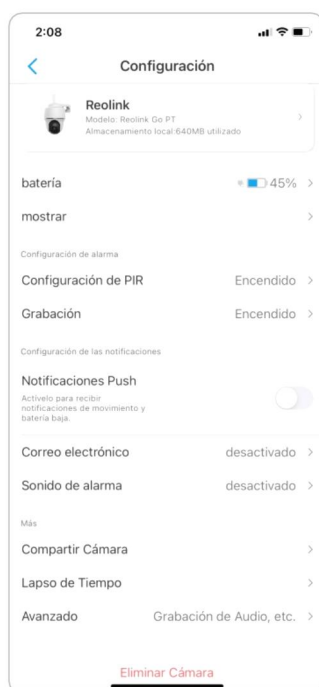 2:08
Configuración
Reolink
Modelo: Reolink Go PT
Almacenamiento local:640MB utilizado
batería 45%
mostrar
Configuración de alarma
Configuración de PIR Encendido
Grabación Encendido
Configuración de las notificaciones
Notificaciones Push
Actívelo para recibir
notificaciones de movimiento y
batería baja.
Correo electrónico desactivado
Sonido de alarma desactivado
Más
Compartir Cámara
Lapso de Tiempo
Avanzado Grabación de Audio, etc.
Eliminar Cámara